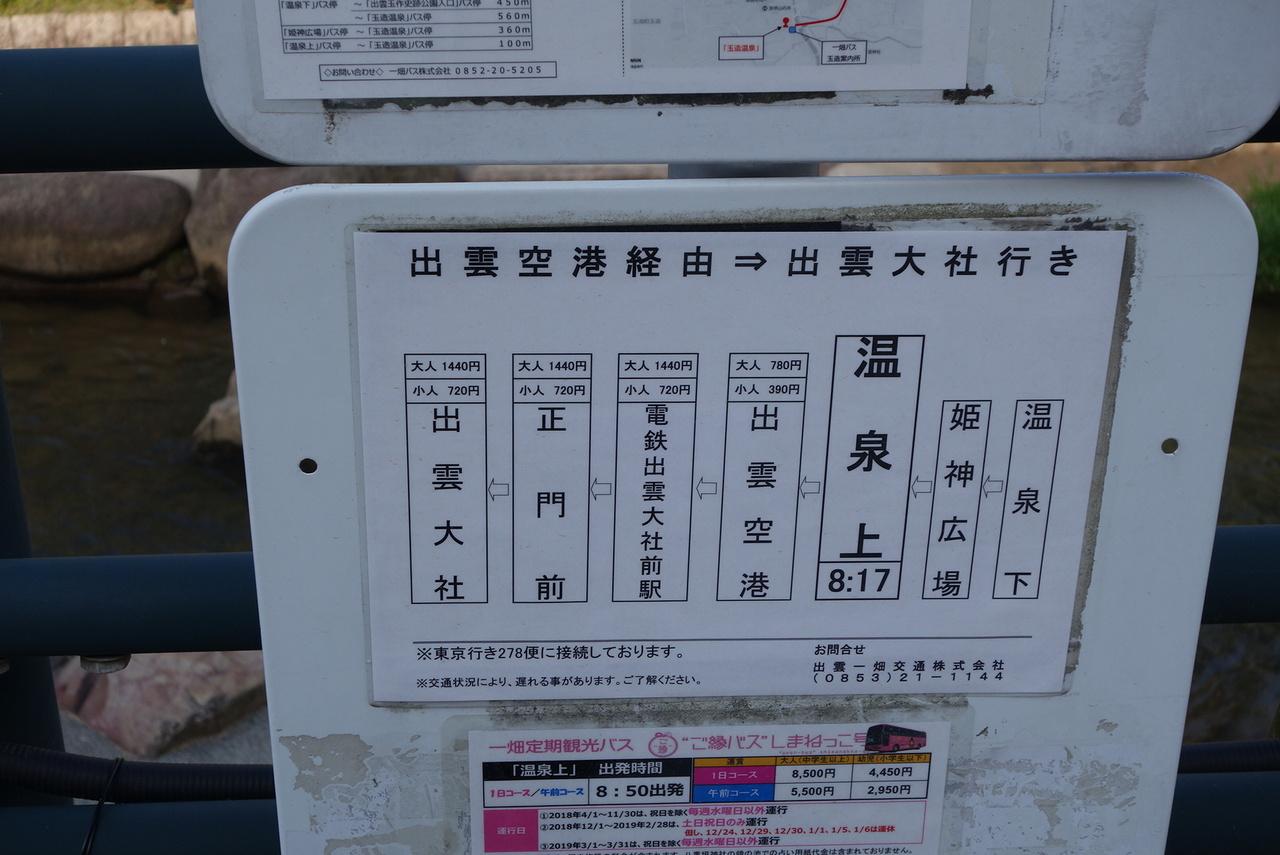 「温泉下」バス停 ～「出雲玉作史跡公園入口」バス停 450m
～「玉造温泉」バス停 560m
「姫神広場」バス停 ～「玉造温泉」バス停 360m
「温泉上」バス停 ～「玉造温泉」バス停 100m
◇お問い合わせ◇ 一畑バス株式会社 0852-20-5205
「玉造温泉」
一畑バス
玉造案内所
出雲空港経由⇒出雲大社行き
温泉下
⇦
姫神広場
⇦
温泉上
8:17
⇦
大人 780円
小人 390円
出雲空港
⇦
大人 1440円
小人 720円
電鉄出雲大社前駅
⇦
大人 1440円
小人 720円
正門前
⇦
大人 1440円
小人 720円
出雲大社
※東京行き278便に接続しております。
※交通状況により、遅れる事があります。ご了解ください。
お問合せ
出雲一畑交通株式会社
(0853)21-1144
一畑定期観光バス “ご縁バス”しまねっこ号
「温泉上」 出発時間
1日コース/午前コース 8:50出発
運賃 大人(中学生以上) 幼児(小学生以下)
1日コース 8,500円 4,450円
午前コース 5,500円 2,950円
運行日
①2018年4/1～11/30は、祝日を除く毎週水曜日以外運行
②2018年12/1～2019年2/28は、土日祝日のみ運行
但し、12/24、12/29、12/30、1/1、1/5、1/6は運休
③2019年3/1～3/31は、祝日を除く毎週水曜日以外運行